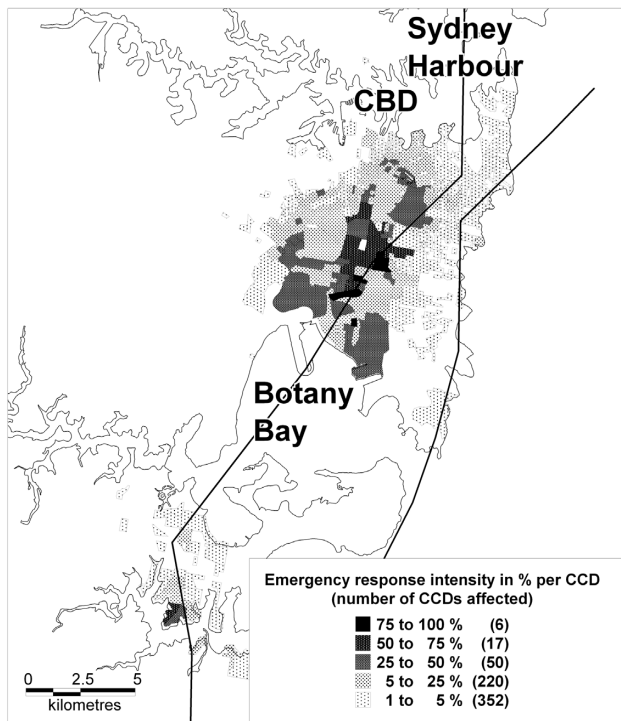 Sydney
Harbour
CBD
Botany
Bay
Emergency response intensity in % per CCD
(number of CCDs affected)
75 to 100 % (6)
50 to 75 % (17)
25 to 50 % (50)
5 to 25 % (220)
1 to 5 % (352)
0 2.5 5
kilometres